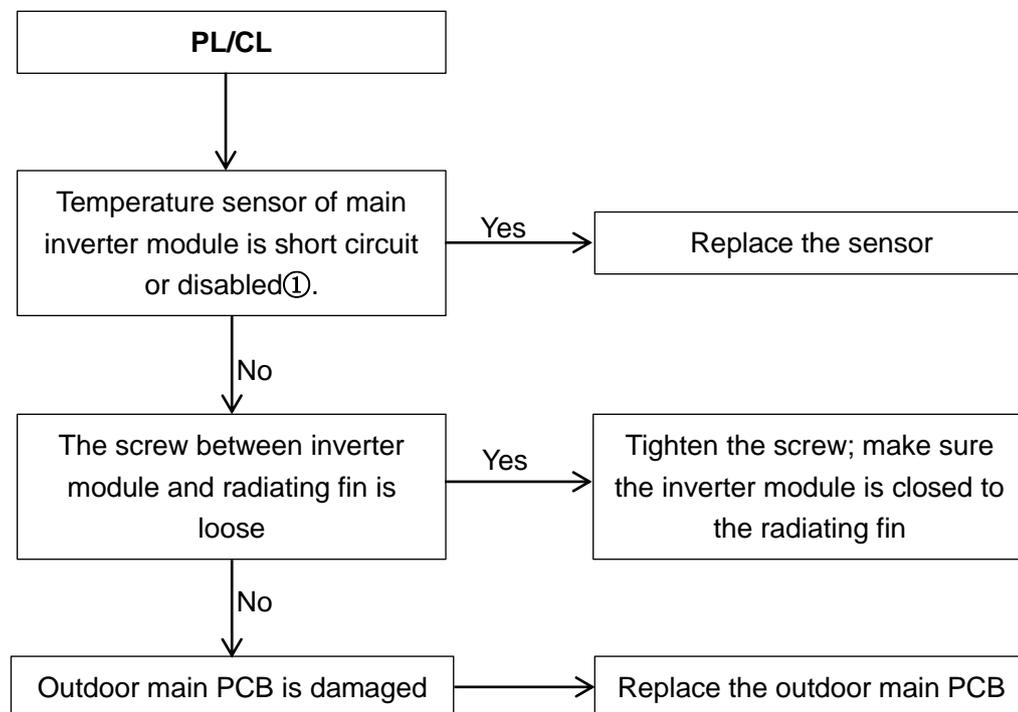 PL/CL
Temperature sensor of main
inverter module is short circuit
or disabled①.
Yes
Replace the sensor
No
The screw between inverter
module and radiating fin is
loose
Yes
Tighten the screw; make sure
the inverter module is closed to
the radiating fin
No
Outdoor main PCB is damaged
Replace the outdoor main PCB